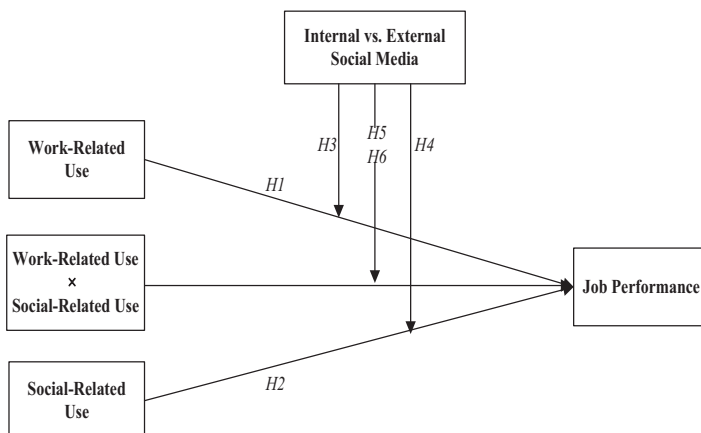 Internal vs. External
Social Media
H5
H3
H4
H6
Work-Related
Use
H1
Work-Related Use
x
Social-Related Use
Job Performance
Social-Related
Use
H2